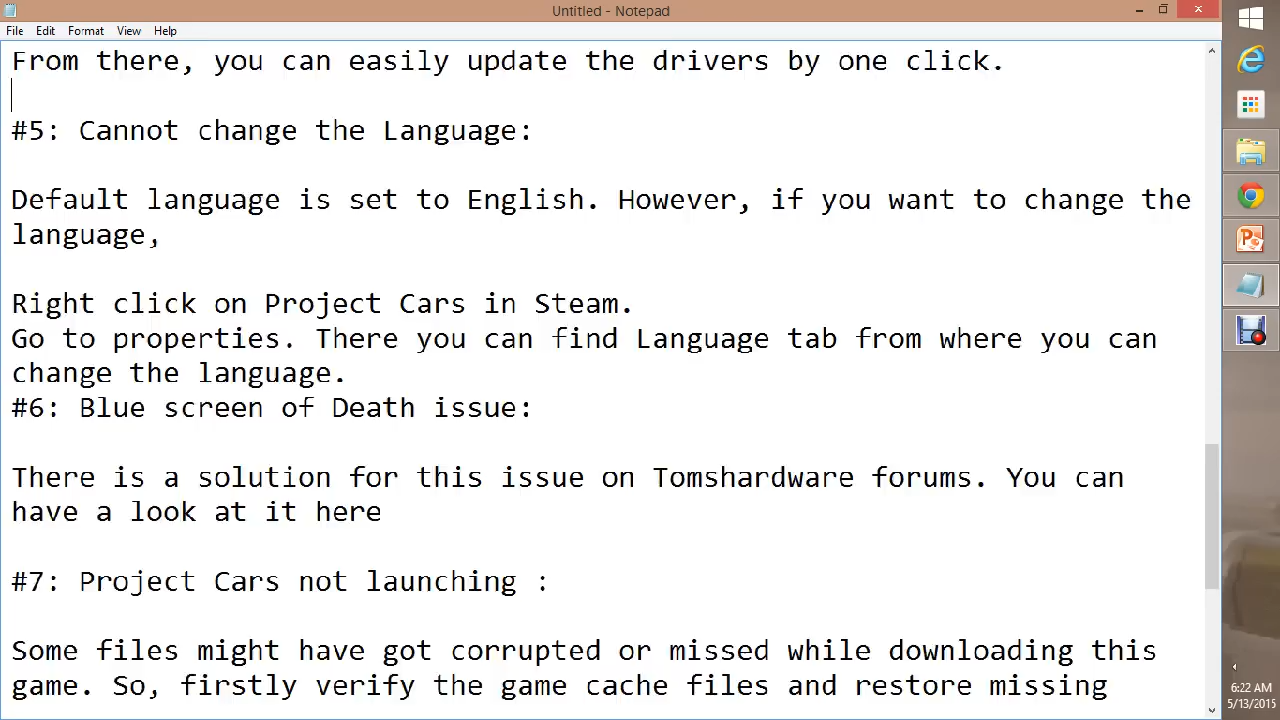 Untitled - Notepad
File Edit Format View Help
From there, you can easily update the drivers by one click.
#5: Cannot change the Language:
Default language is set to English. However, if you want to change the
language,
Right click on Project Cars in Steam.
Go to properties. There you can find Language tab from where you can
change the language.
#6: Blue screen of Death issue:
There is a solution for this issue on Tomshardware forums. You can
have a look at it here
#7: Project Cars not launching :
Some files might have got corrupted or missed while downloading this
game. So, firstly verify the game cache files and restore missing
6:22 AM
5/13/2015